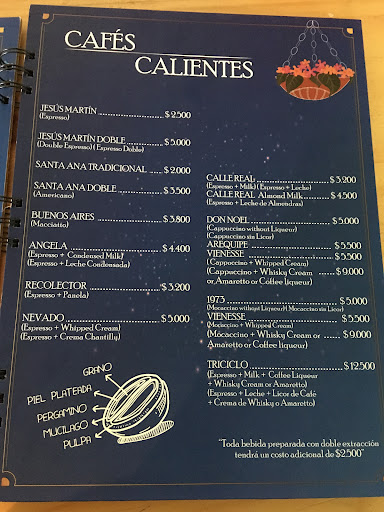 CAFÉS
CALIENTES
JESÚS MARTÍN $2.500
(Espresso)
JESÚS MARTÍN DOBLE $5.000
(Double Espresso) ( Espresso Doble)
SANTA ANA TRADICIONAL $2.000
SANTA ANA DOBLE $3.500
(Americano)
BUENOS AIRES $3.800
(Macciatto)
ANGELA $4.400
(Espresso + Condensed Milk)
(Espresso + Leche Condensada)
RECOLECTOR $3.200
(Espresso + Panela)
NEVADO $5.000
(Espresso + Whipped Cream)
(Espresso + Crema Chantilly)
GRANO
PIEL PLATEADA
PERGAMINO
MUCILAGO
PULPA
CALLE REAL $3.200
(Espresso + Milk) ( Espresso + Leche)
CALLE REAL Almond Milk $4.500
(Espresso + Leche de Almendras)
DON NOEL $5.000
(Cappuccino without Liqueur)
(Cappuccino sin Licor)
AREQUIPE $5.500
VIENESSE $5.500
(Cappuccino + Whipped Cream)
(Cappuccino + Whiskey Cream $9.000
or Amaretto or Coffee liqueur)
1973 $5.000
(Mocaccino without Liqueur) ( Mocaccino sin Licor)
VIENESSE $5.500
(Mocaccino + Whipped Cream)
(Mócaccino + Whiskey Cream or $9.000
Amaretto or Coffee liqueur)
TRICICLO $12.500
(Espresso + Milk + Coffee Liqueur
+ Whisky Cream or Amaretto)
(Espresso + Leche + Licor de Café
+ Crema de Whisky o Amaretto)
"Toda bebida preparada con doble extracción
tendrá un costo adicional de $2.500"